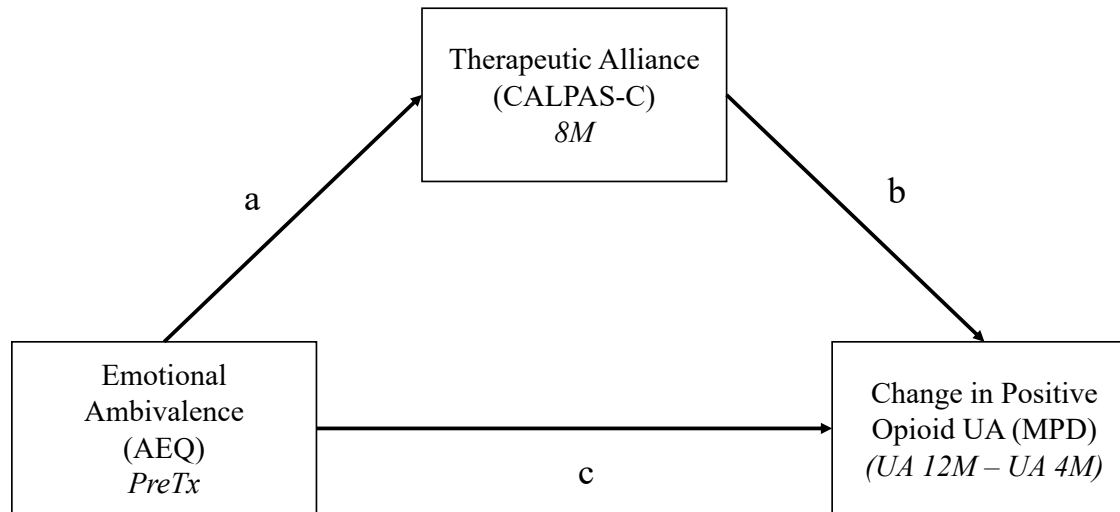 Therapeutic Alliance
(CALPAS-C)
8M
a
b
Emotional
Ambivalence
(AEQ)
PreTx
c
Change in Positive
Opioid UA (MPD)
(UA 12M – UA 4M)